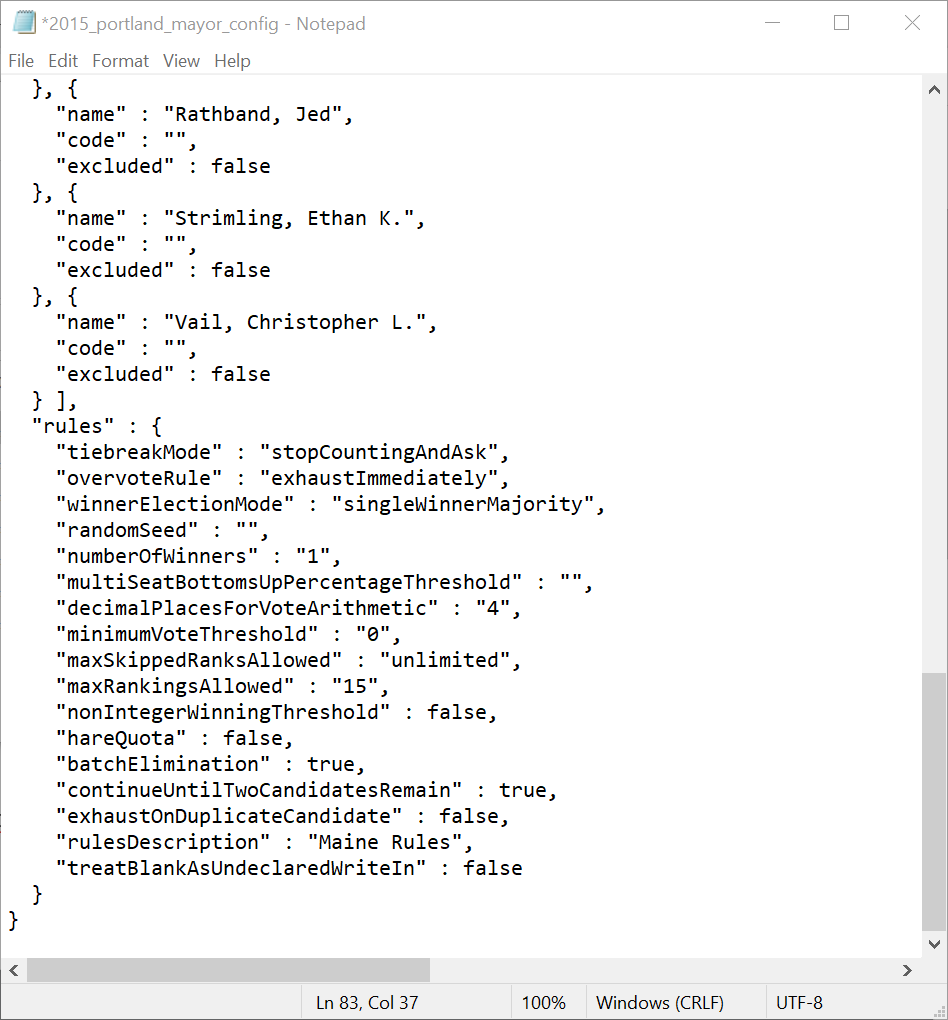 *2015_portland_mayor_config - Notepad
File Edit Format View Help
}, {
"name" : "Rathband, Jed",
"code" : "",
"excluded" : false
}, {
"name" : "Strimling, Ethan K.",
"code" : "",
"excluded" : false
}, {
"name" : "Vail, Christopher L.",
"code" : "",
"excluded" : false
} ],
"rules" : {
"tiebreakMode" : "stopCountingAndAsk",
"overvoteRule" : "exhaustImmediately",
"winnerElectionMode" : "singleWinnerMajority",
"randomSeed" : "",
"numberOfWinners" : "1",
"multiSeatBottomsUpPercentageThreshold" : "",
"decimalPlacesForVoteArithmetic" : "4",
"minimumVoteThreshold" : "0",
"maxSkippedRanksAllowed" : "unlimited",
"maxRankingsAllowed" : "15",
"nonIntegerWinningThreshold" : false,
"hareQuota" : false,
"batchElimination" : true,
"continueUntilTwoCandidatesRemain" : true,
"exhaustOnDuplicateCandidate" : false,
"rulesDescription" : "Maine Rules",
"treatBlankAsUndeclaredWriteIn" : false
}
}
Ln 83, Col 37 100% Windows (CRLF) UTF-8